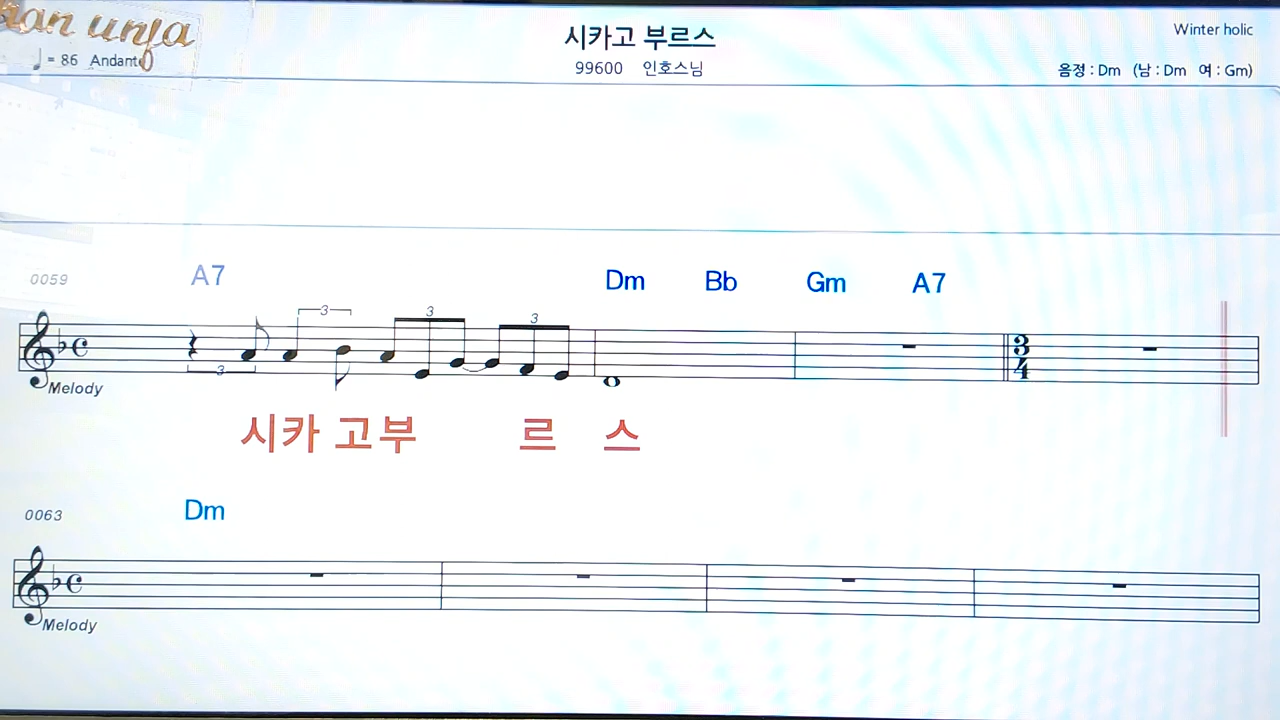 ♩= 86 Andante
시카고 부르스
99600 인호스님
Winter holic
음정 : Dm (남 : Dm 여 : Gm)
0059
A7 Dm Bb Gm A7
3 3 3 3
3
4
Melody
시카 고부 르 스
0063
Dm
Melody